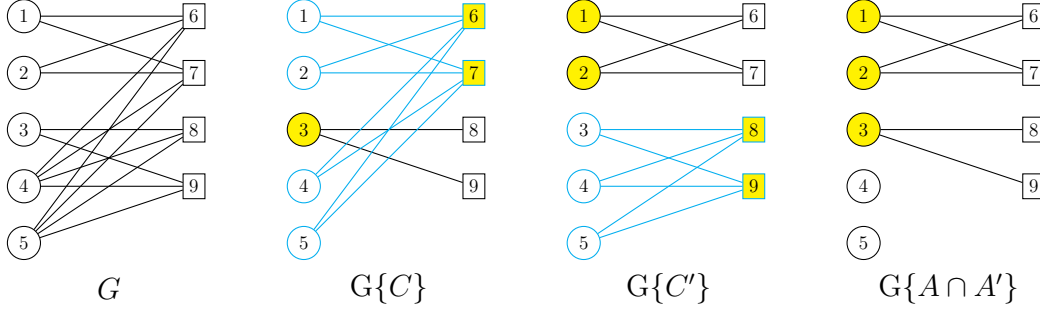 1 6 1 6 1 6 1 6
2 7 2 7 2 7 2 7
3 8 3 8 3 8 3 8
4 9 4 9 4 9 4 9
5 5 5 5
G G{C} G{C′} G{A ∩ A′}